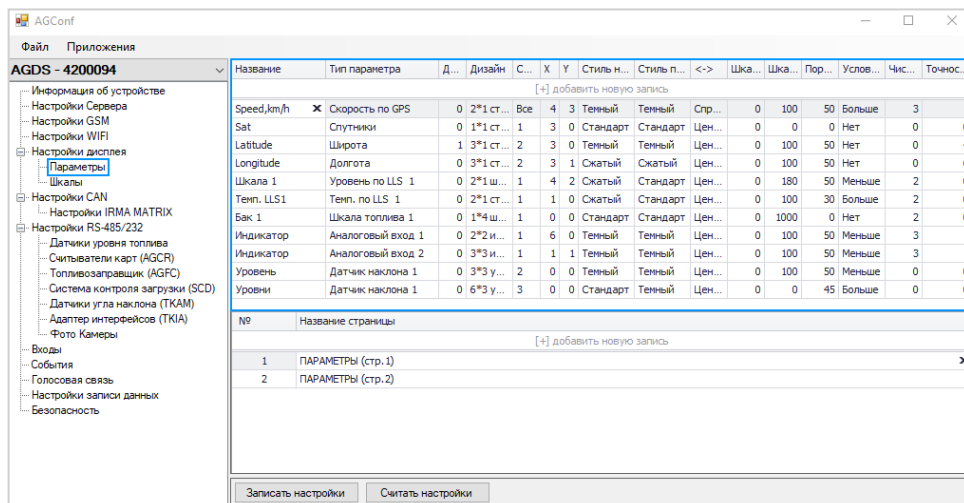 AGConf
Файл Приложения
AGDS - 4200094
Информация об устройстве
Настройки Сервера
Настройки GSM
Настройки WIFI
Настройки дисплея
Параметры
Шкалы
Настройки CAN
Настройки IRMA MATRIX
Настройки RS-485/232
Датчики уровня топлива
Считыватели карт (AGCR)
Топливозаправщик (AGFC)
Система контроля загрузки (SCD)
Датчики угла наклона (TKAM)
Адаптер интерфейсов (TKIA)
Фото Камеры
Входы
События
Голосовая связь
Настройки записи данных
Безопасность
Название Тип параметра Д... Дизайн С... X Y Стиль н... Стиль п... <-> Шка... Шка... Пор... Услов... Чис... Точнос...
[+] добавить новую запись
Speed,km/h Скорость по GPS 0 2*1 ст... Все 4 3 Темный Темный Спр... 0 100 50 Больше 3
Sat Спутники 0 1*1 ст... 1 3 0 Стандарт Стандарт Цен... 0 0 0 Нет 0
Latitude Широта 1 3*1 ст... 2 3 0 Темный Темный Цен... 0 100 50 Нет 0
Longitude Долгота 0 3*1 ст... 2 3 1 Сжатый Сжатый Цен... 0 100 50 Нет 0
Шкала 1 Уровень по LLS 1 0 2*1 ш... 1 4 2 Сжатый Стандарт Цен... 0 180 50 Меньше 2
Темп. LLS1 Темп. по LLS 1 0 2*1 ст... 1 1 0 Сжатый Стандарт Цен... 0 100 30 Больше 2
Бак 1 Шкала топлива 1 0 1*4 ш... 1 0 0 Стандарт Стандарт Цен... 0 1000 0 Нет 2
Индикатор Аналоговый вход 1 0 2*2 и... 1 6 0 Темный Темный Цен... 0 100 50 Меньше 3
Индикатор Аналоговый вход 2 0 3*3 и... 1 1 1 Темный Темный Цен... 0 100 50 Меньше 3
Уровень Датчик наклона 1 0 3*3 у... 2 0 0 Темный Темный Цен... 0 100 50 Меньше 0
Уровни Датчик наклона 1 0 6*3 у... 3 0 0 Стандарт Темный Цен... 0 0 45 Больше 0
№ Название страницы
[+] добавить новую запись
1 ПАРАМЕТРЫ (стр.1)
2 ПАРАМЕТРЫ (стр.2)
Записать настройки Считать настройки